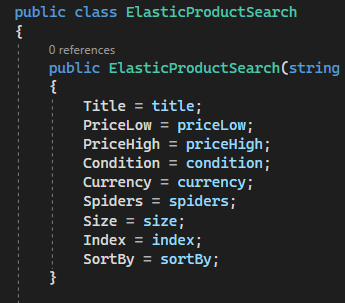 public class ElasticProductSearch
{
0 references
public ElasticProductSearch(string
{
Title = title;
PriceLow = priceLow;
PriceHigh = priceHigh;
Condition = condition;
Currency = currency;
Spiders = spiders;
Size = size;
Index = index;
SortBy = sortBy;
}